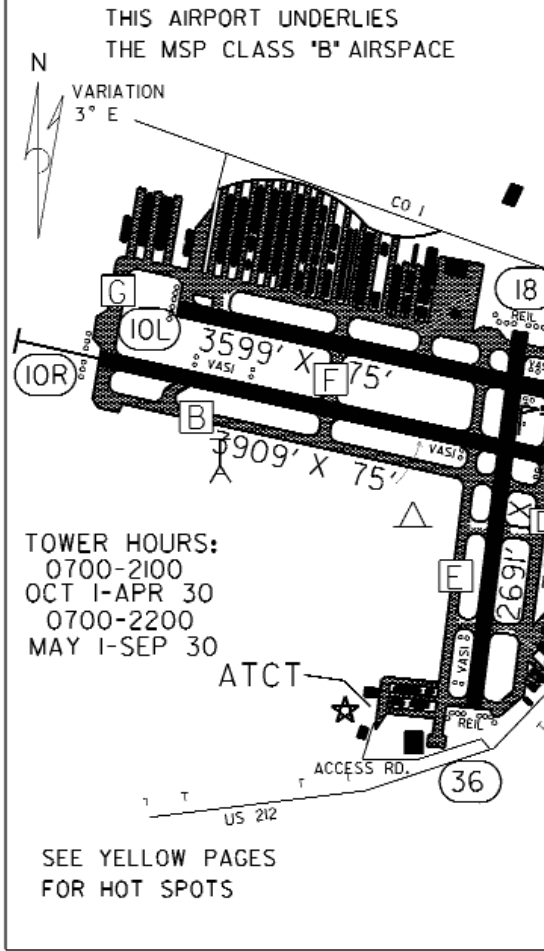 THIS AIRPORT UNDERLIES
THE MSP CLASS "B" AIRSPACE
N
VARIATION
3° E
CO 1
G
18
REIL
10L
3599' X 75'
VASI
VASI
10R
F
B
3909' X 75'
VASI
X
D
TOWER HOURS:
0700-2100
OCT 1-APR 30
0700-2200
MAY 1-SEP 30
E
2691'
VASI
ATCT
REIL
ACCESS RD.
36
US 212
SEE YELLOW PAGES
FOR HOT SPOTS